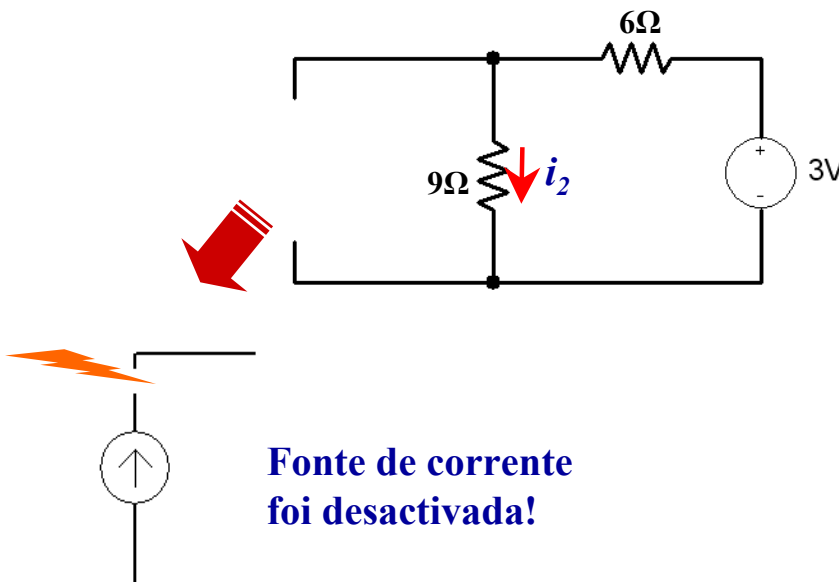 6Ω
+
9Ω
i₂
3V
-
Fonte de corrente
foi desactivada!